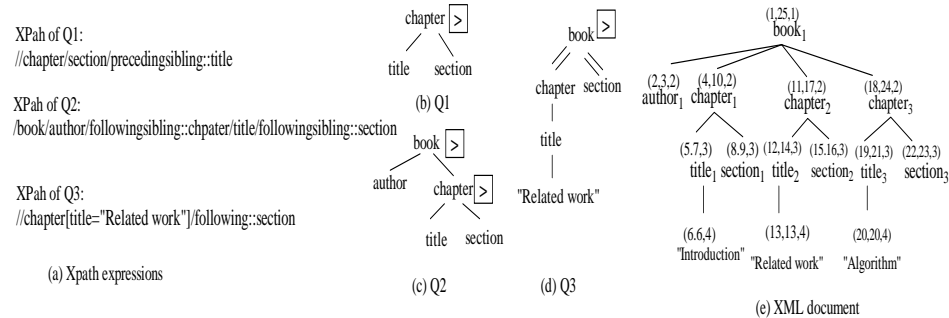 XPah of Q1:
//chapter/section/precedingsibling::title
XPah of Q2:
/book/author/followingsibling::chpater/title/followingsibling::section
XPah of Q3:
//chapter[title="Related work"]/following::section
(a) Xpath expressions
chapter >
title section
(b) Q1
book >
author chapter >
title section
(c) Q2
book >
chapter section
title
"Related work"
(d) Q3
(1,25,1)
book1
(2,3,2) (4,10,2) (11,17,2) (18,24,2)
author1 chapter1 chapter2 chapter3
(5.7,3) (8.9,3) (12,14,3) (15.16,3) (19,21,3) (22,23,3)
title1 section1 title2 section2 title3 section3
(6.6,4) (13,13,4) (20,20,4)
"Introduction" "Related work" "Algorithm"
(e) XML document